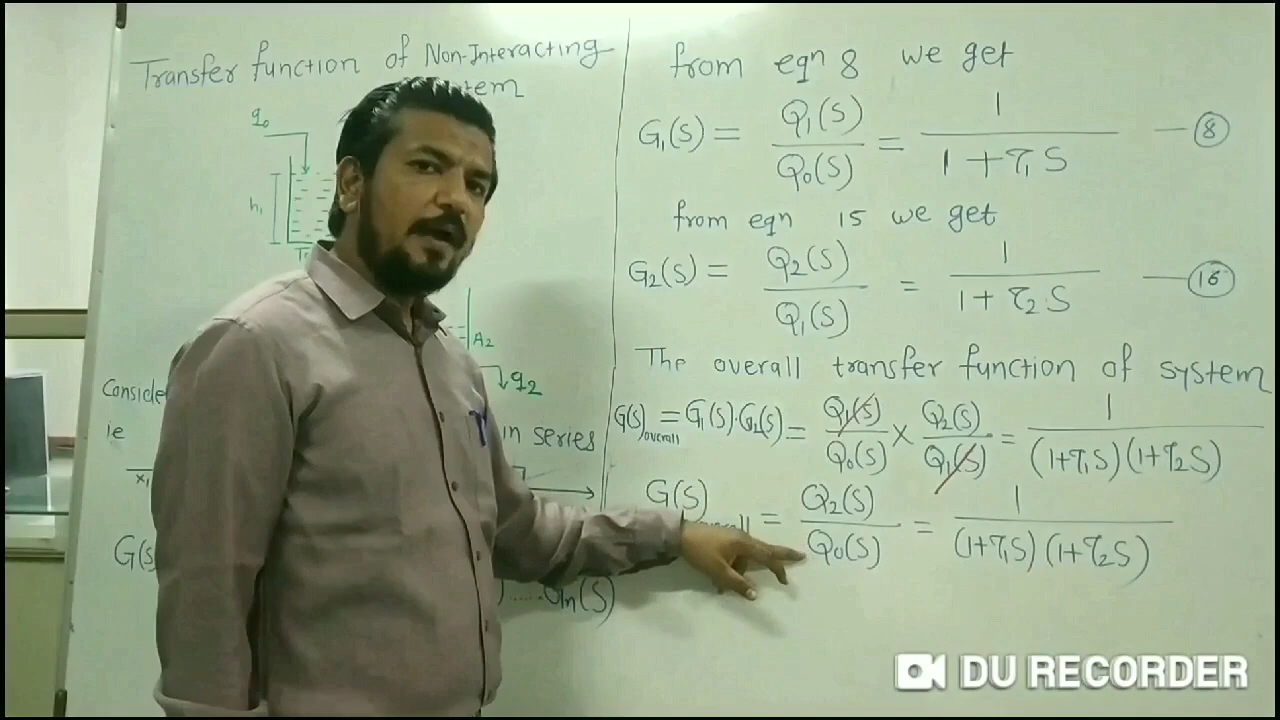 Transfer function of Non-Interacting
q₀
h₁
A₂
q₂
Conside
in series
ie
x₁
G(s)
..... Gn(S)
from eqn 8 we get
G₁(S) = Q₁(S) / Q₀(S) = 1 / 1 + τ₁S — ⑧
from eqn 15 we get
G₂(S) = Q₂(S) / Q₁(S) = 1 / 1 + τ₂S — ⑯
The overall transfer function of system
G(S)overall = G₁(S)·G₂(S) = Q₁(S) / Q₀(S) × Q₂(S) / Q₁(S) = 1 / (1+τ₁S)(1+τ₂S)
G(S)overall = Q₂(S) / Q₀(S) = 1 / (1+τ₁S)(1+τ₂S)
DU RECORDER